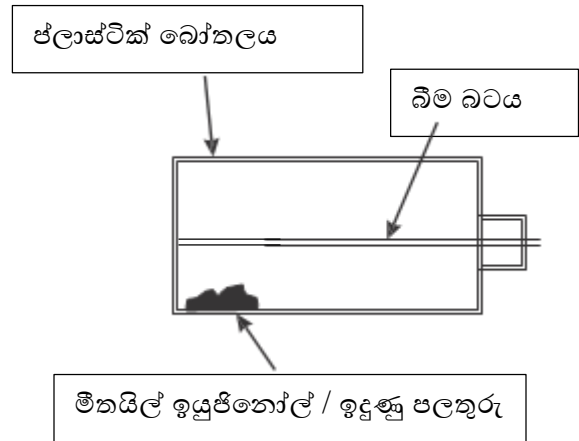 ප්ලාස්ටික් බෝතලය
බීම බටය
මීතයිල් ඉයුජිනෝල් / ඉදුණු පලතුරු